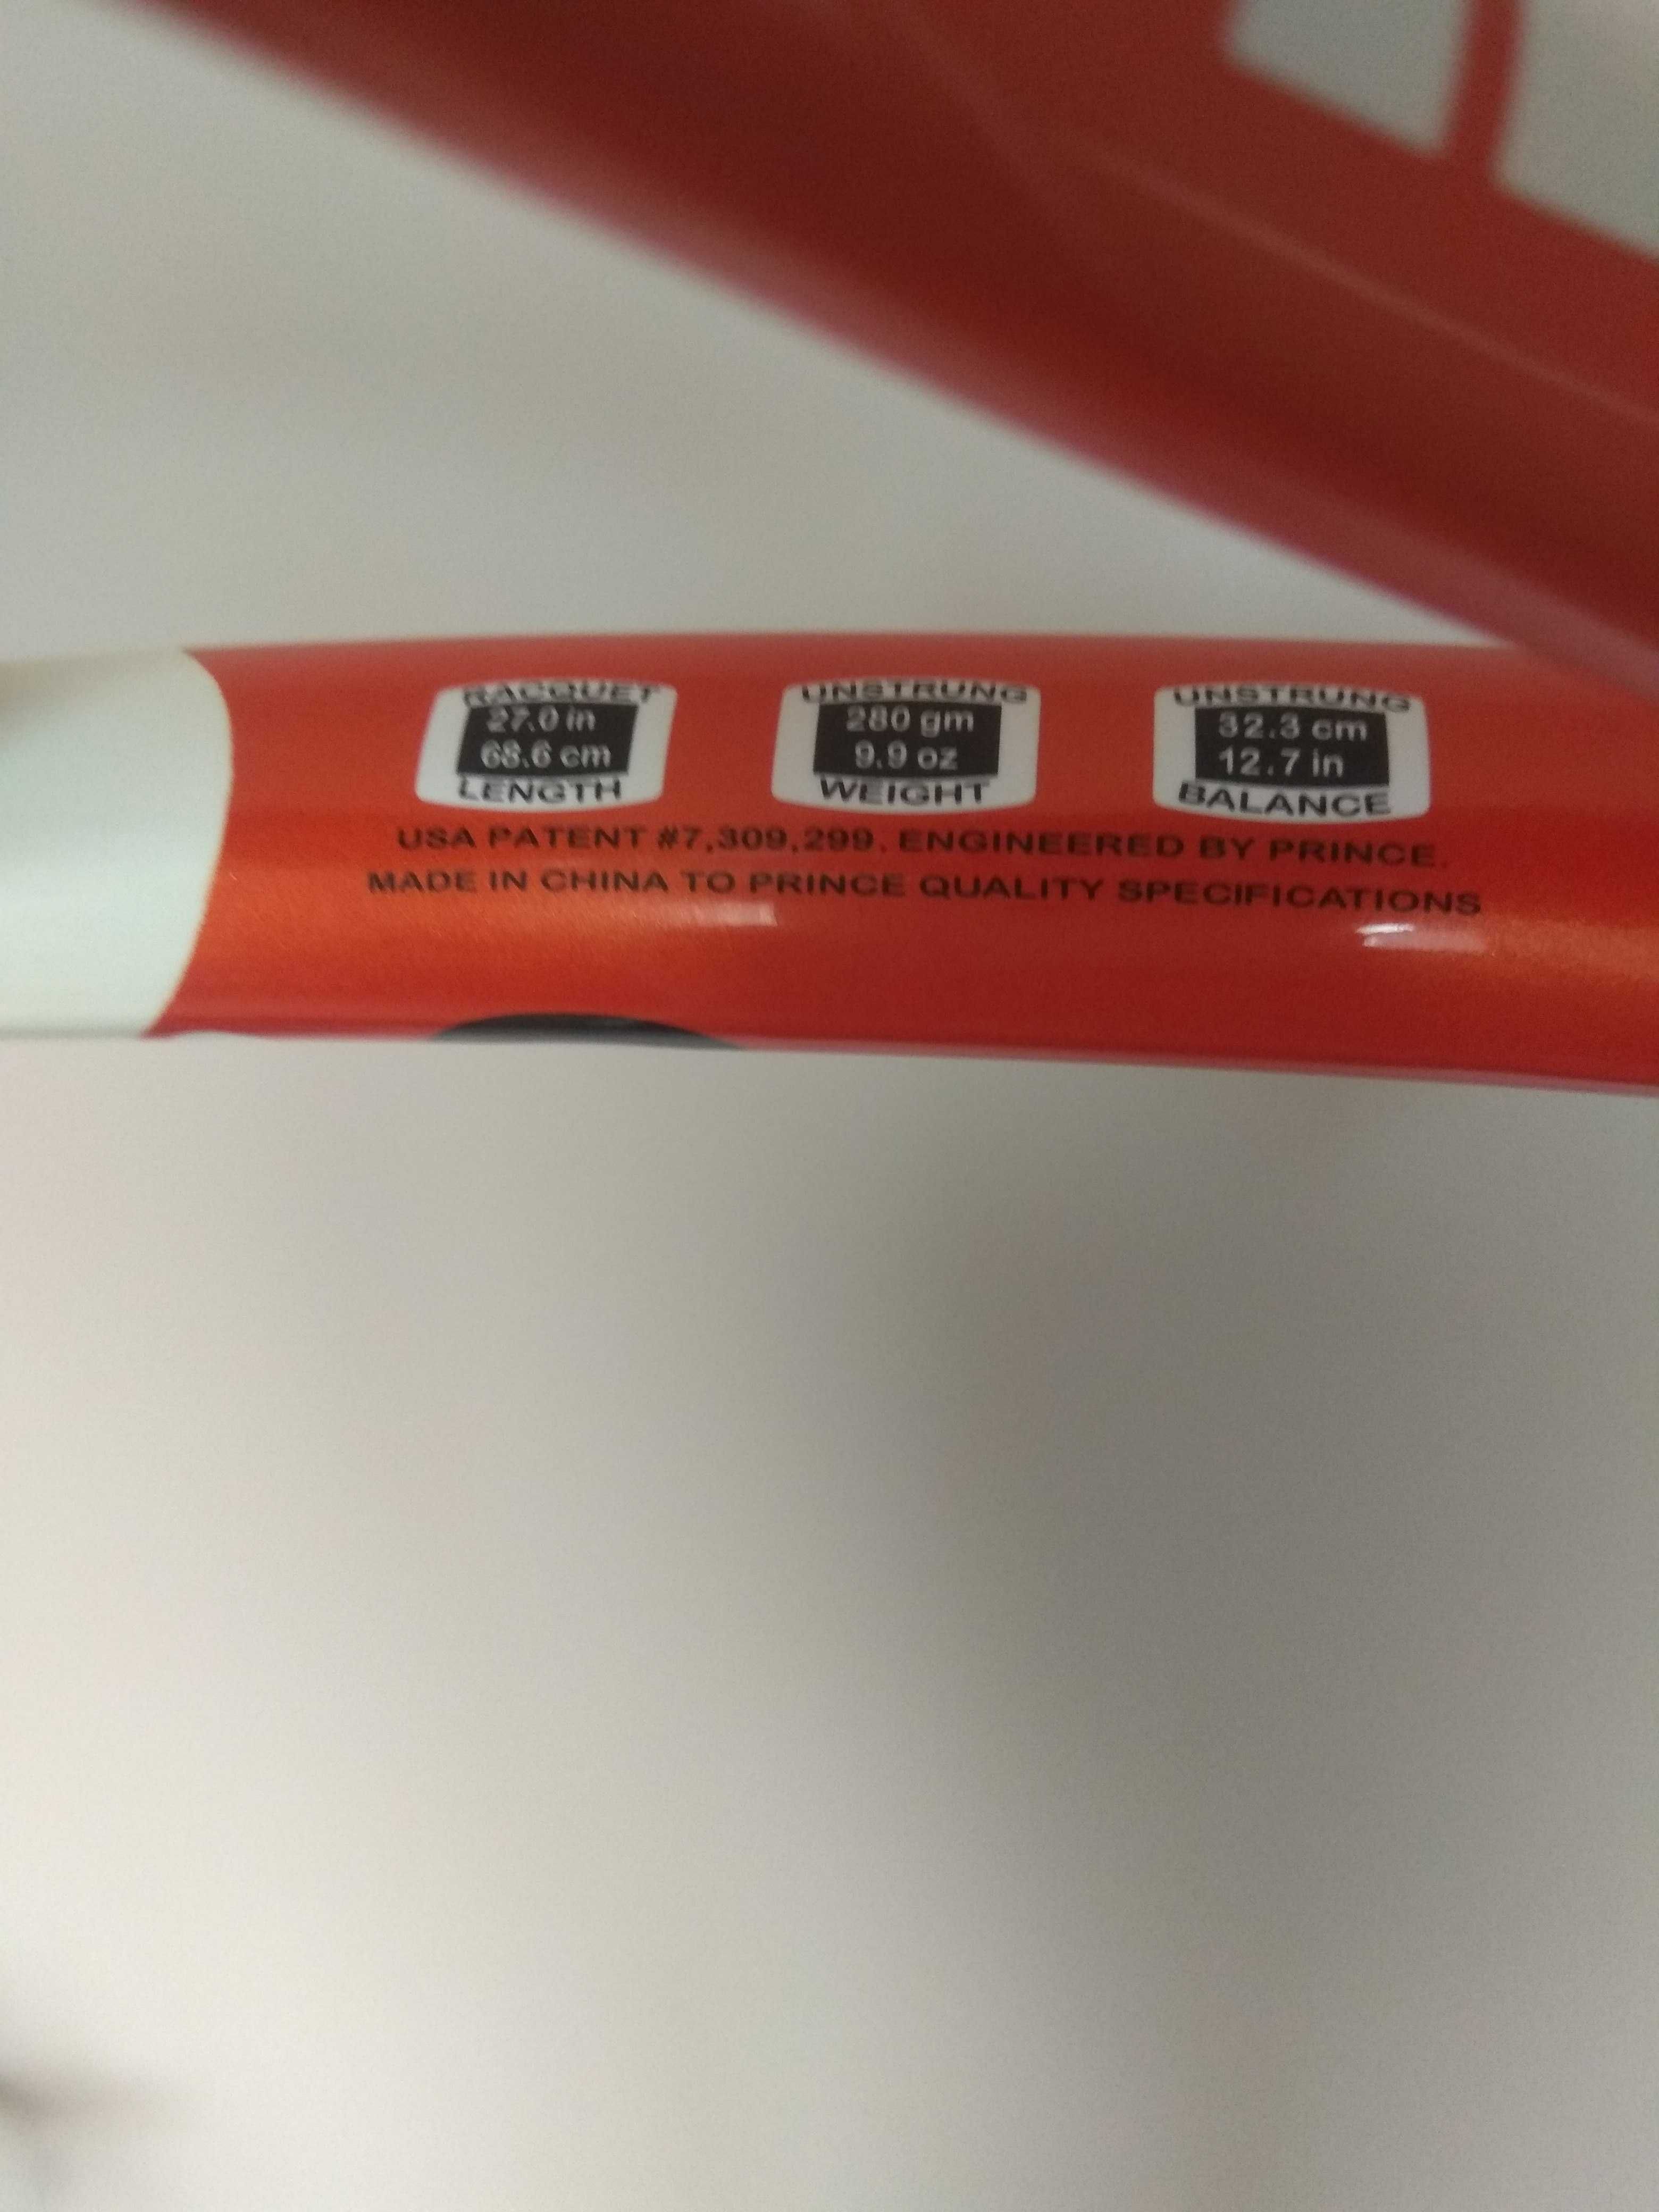 RACQUET
27.0 in
68.6 cm
LENGTH
UNSTRUNG
280 gm
9.9 oz
WEIGHT
UNSTRUNG
32.3 cm
12.7 in
BALANCE
USA PATENT #7,309,299. ENGINEERED BY PRINCE.
MADE IN CHINA TO PRINCE QUALITY SPECIFICATIONS